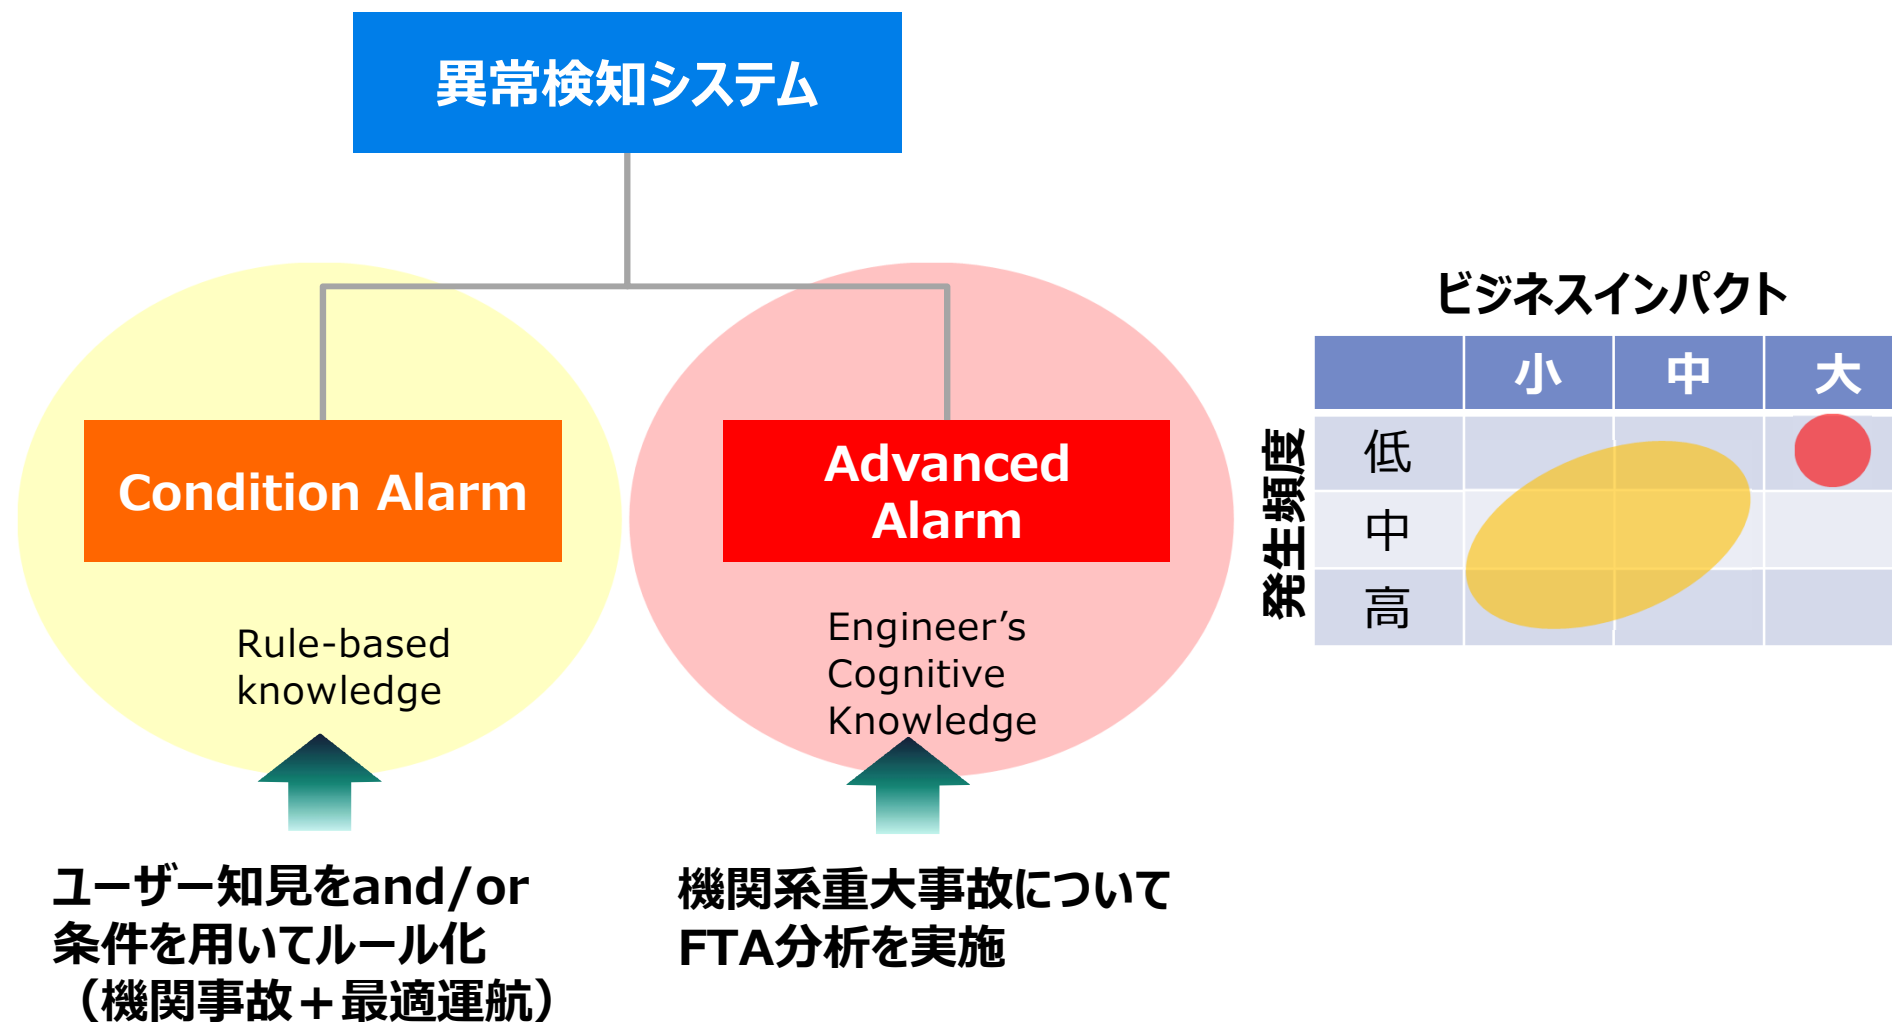 異常検知システム
Condition Alarm
Advanced
Alarm
Rule-based
knowledge
Engineer’s
Cognitive
Knowledge
ユーザー知見をand/or
条件を用いてルール化
（機関事故＋最適運航）
機関系重大事故について
FTA分析を実施
ビジネスインパクト
小 中 大
発生頻度
低
中
高